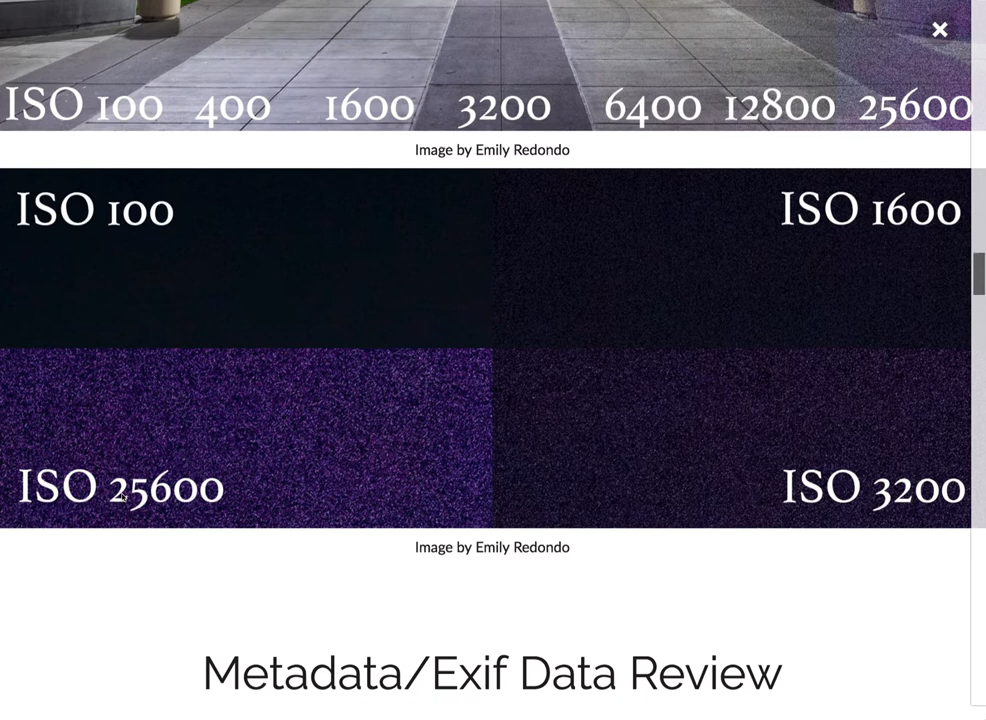 ISO 100 400 1600 3200 6400 12800 25600
Image by Emily Redondo
ISO 100 ISO 1600
ISO 25600 ISO 3200
Image by Emily Redondo
Metadata/Exif Data Review